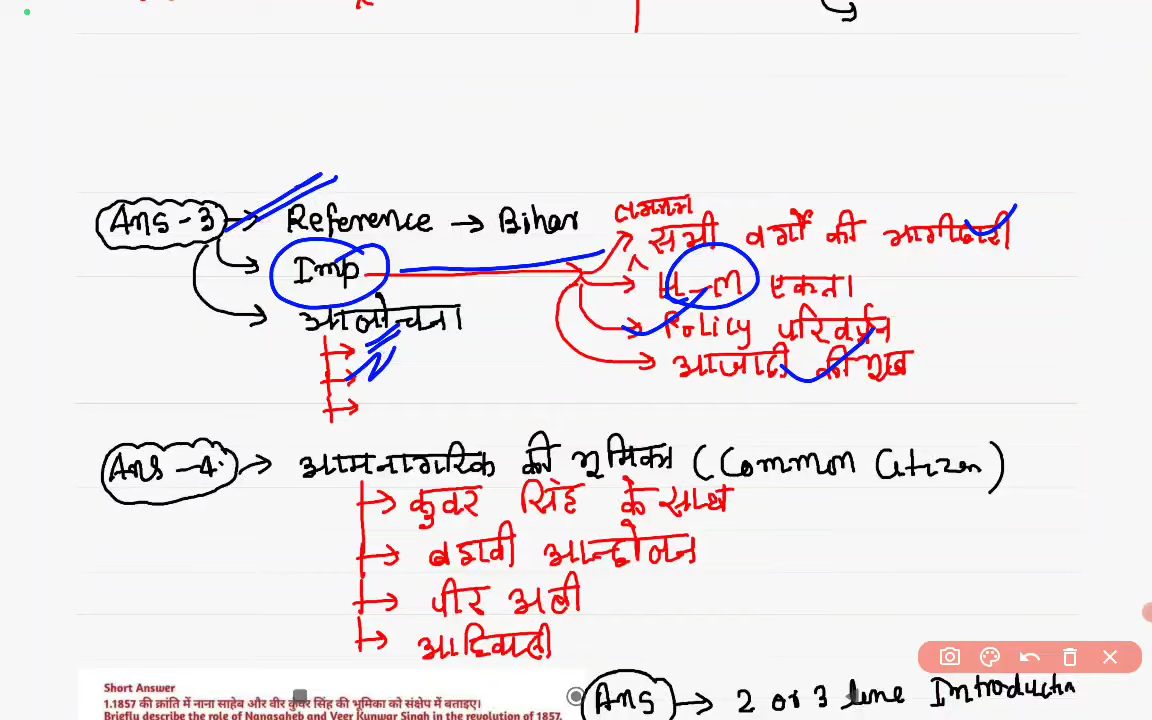 Ans-3 → Reference → Bihar
लगभग
सभी वर्गों की भागीदारी
Imp
H-M एकता
आलोचना
Policy परिवर्तन
आजादी की भूख
Ans-4 → आमनागरिक की भूमिका (Common Citizen)
कुवर सिंह के साथ
वहावी आन्दोलन
पीर अली
आदिवासी
Short Answer
1.1857 की क्रांति में नाना साहेब और वीर कुंवर सिंह की भूमिका को संक्षेप में बताइए।
Briefly describe the role of Nanasaheb and Veer Kunwar Singh in the revolution of 1857.
Ans → 2 or 3 line Introductn